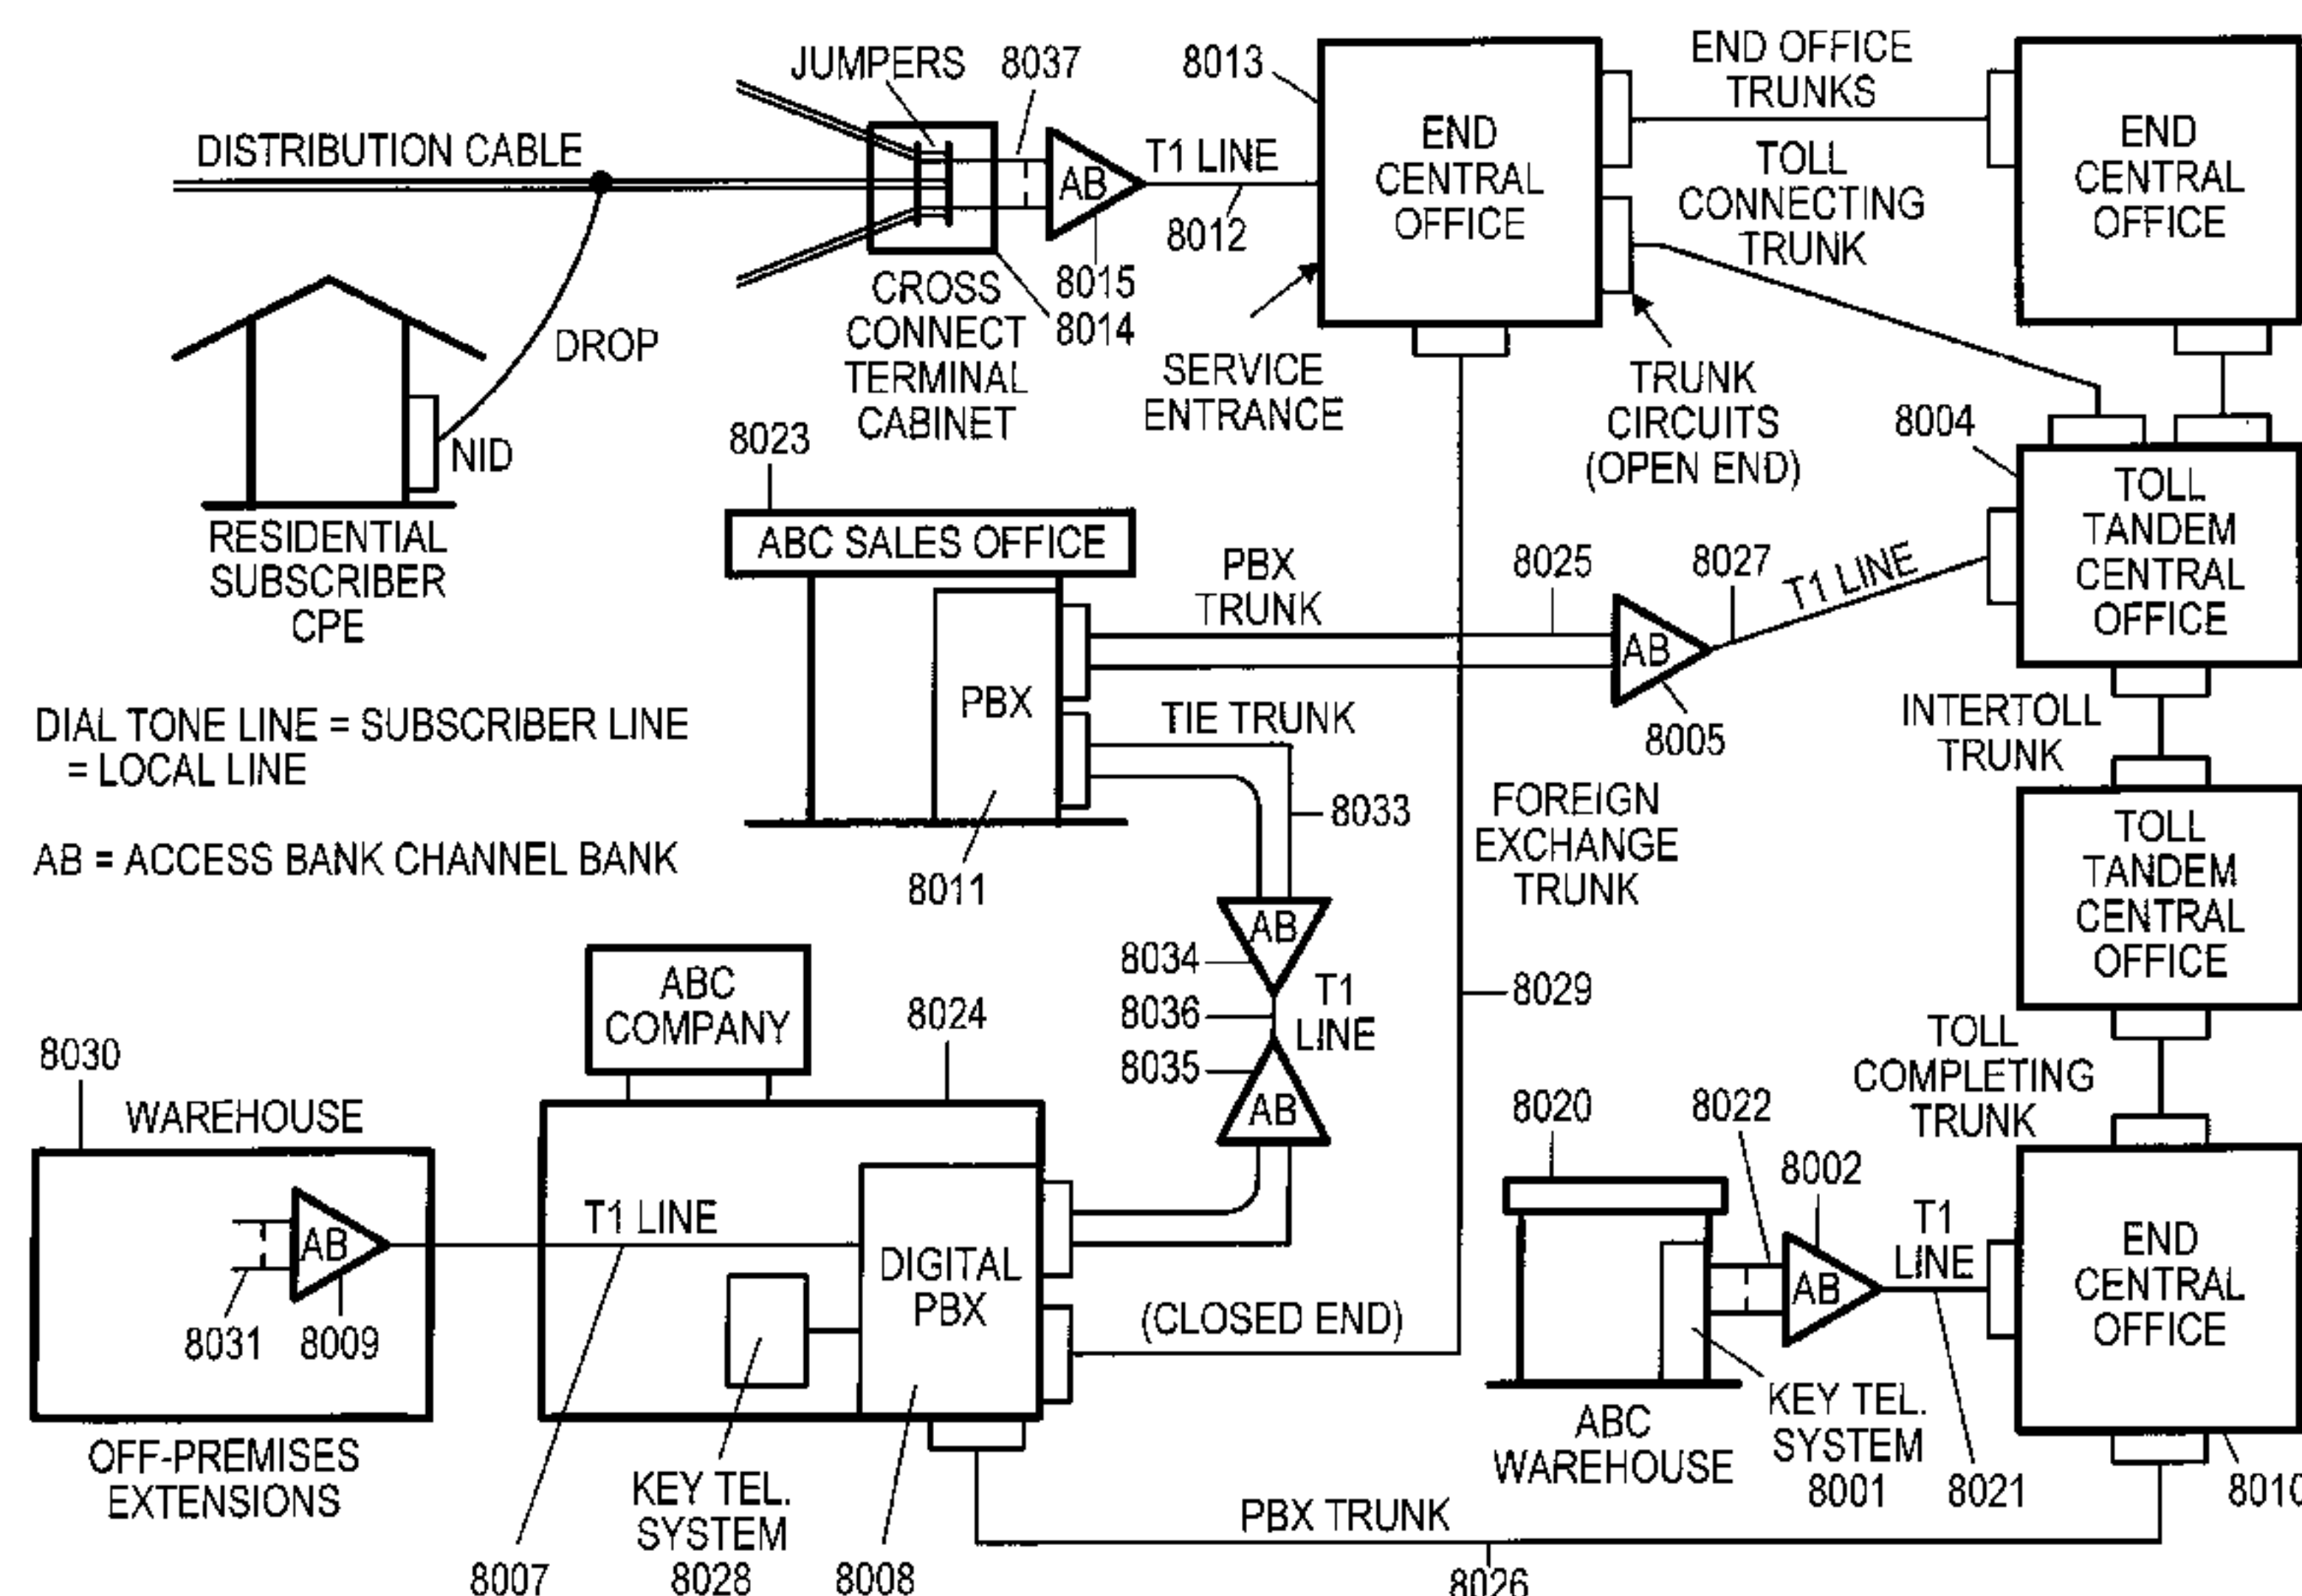 JUMPERS
8037
8013
END OFFICE
TRUNKS
DISTRIBUTION CABLE
AB
T1 LINE
8012
END
CENTRAL
OFFICE
TOLL
CONNECTING
TRUNK
END
CENTRAL
OFFICE
8015
8014
CROSS
CONNECT
TERMINAL
CABINET
DROP
NID
SERVICE
ENTRANCE
TRUNK
CIRCUITS
(OPEN END)
8004
TOLL
TANDEM
CENTRAL
OFFICE
RESIDENTIAL
SUBSCRIBER
CPE
8023
ABC SALES OFFICE
PBX
TRUNK
8025
8027
T1 LINE
AB
8005
PBX
TIE TRUNK
INTERTOLL
TRUNK
DIAL TONE LINE = SUBSCRIBER LINE
= LOCAL LINE
AB = ACCESS BANK CHANNEL BANK
8011
8033
FOREIGN
EXCHANGE
TRUNK
TOLL
TANDEM
CENTRAL
OFFICE
AB
8034
8036
T1
LINE
8035
AB
8029
ABC
COMPANY
8024
8030
WAREHOUSE
AB
8031
8009
OFF-PREMISES
EXTENSIONS
T1 LINE
DIGITAL
PBX
(CLOSED END)
KEY TEL.
SYSTEM
8028
8007
8008
TOLL
COMPLETING
TRUNK
8020
8022
8002
AB
T1
LINE
END
CENTRAL
OFFICE
ABC
WAREHOUSE
KEY TEL.
SYSTEM
8001
8021
8010
PBX TRUNK
8026